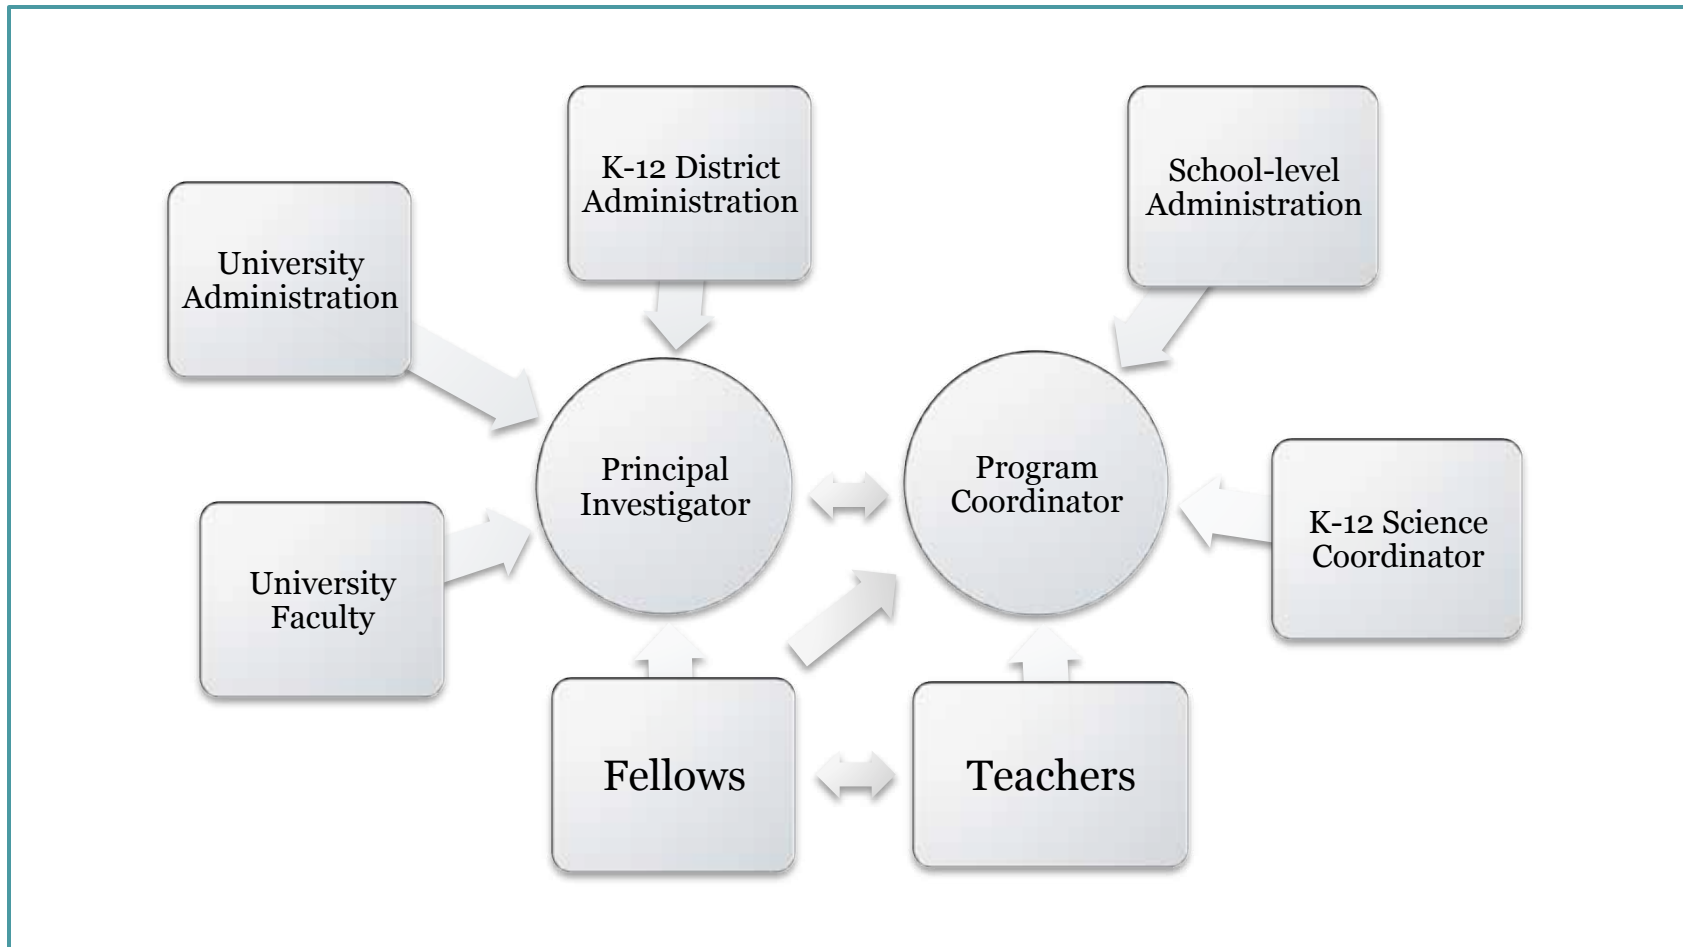 K-12 District
Administration
School-level
Administration
University
Administration
Principal
Investigator
Program
Coordinator
K-12 Science
Coordinator
University
Faculty
Fellows
Teachers